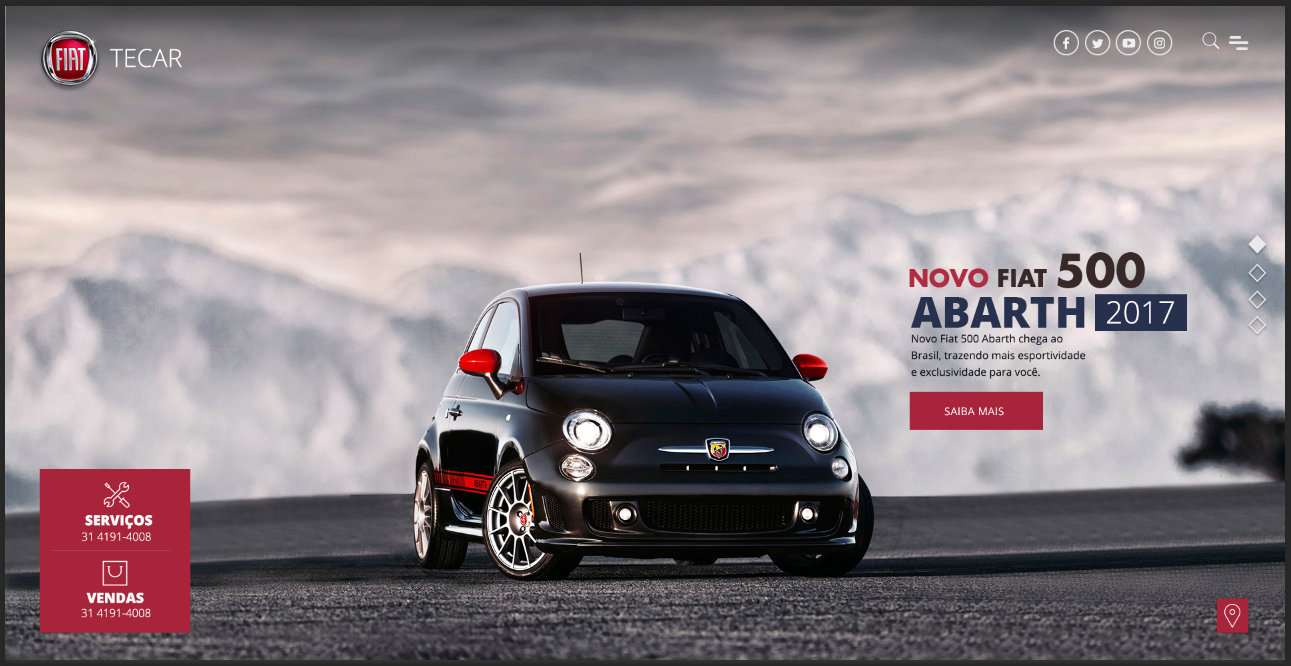 FIAT
TECAR
NOVO FIAT 500
ABARTH 2017
Novo Fiat 500 Abarth chega ao
Brasil, trazendo mais esportividade
e exclusividade para você.
SAIBA MAIS
SERVIÇOS
31 4191-4008
VENDAS
31 4191-4008
ABARTH